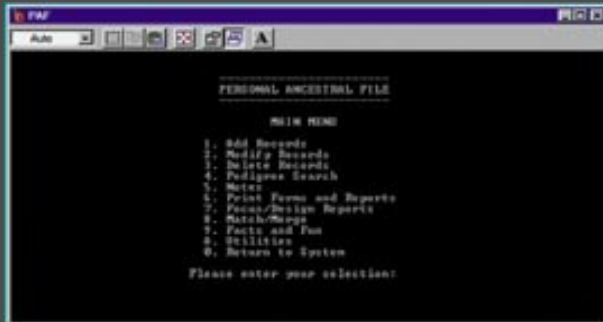 PAF
Auto
A
PERSONAL ANCESTRAL FILE
MAIN MENU
1. Add Records
2. Modify Records
3. Delete Records
4. Pedigree Search
5. Notes
6. Print Forms and Reports
7. Focus/Design Reports
8. Match/Merge
9. Facts and Fun
A. Utilities
0. Return to System
Please enter your selection: